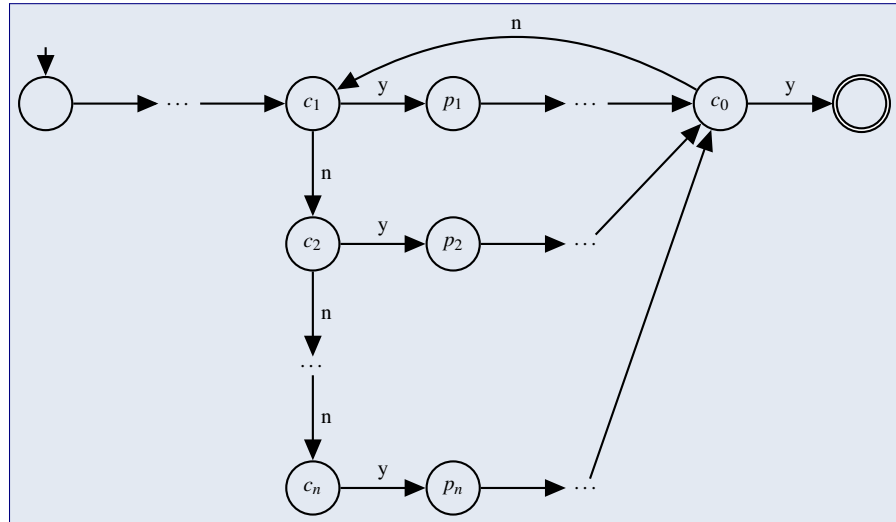 n
··· c₁ y p₁ ··· c₀ y
n
c₂ y p₂ ···
n
···
n
cₙ y pₙ ···